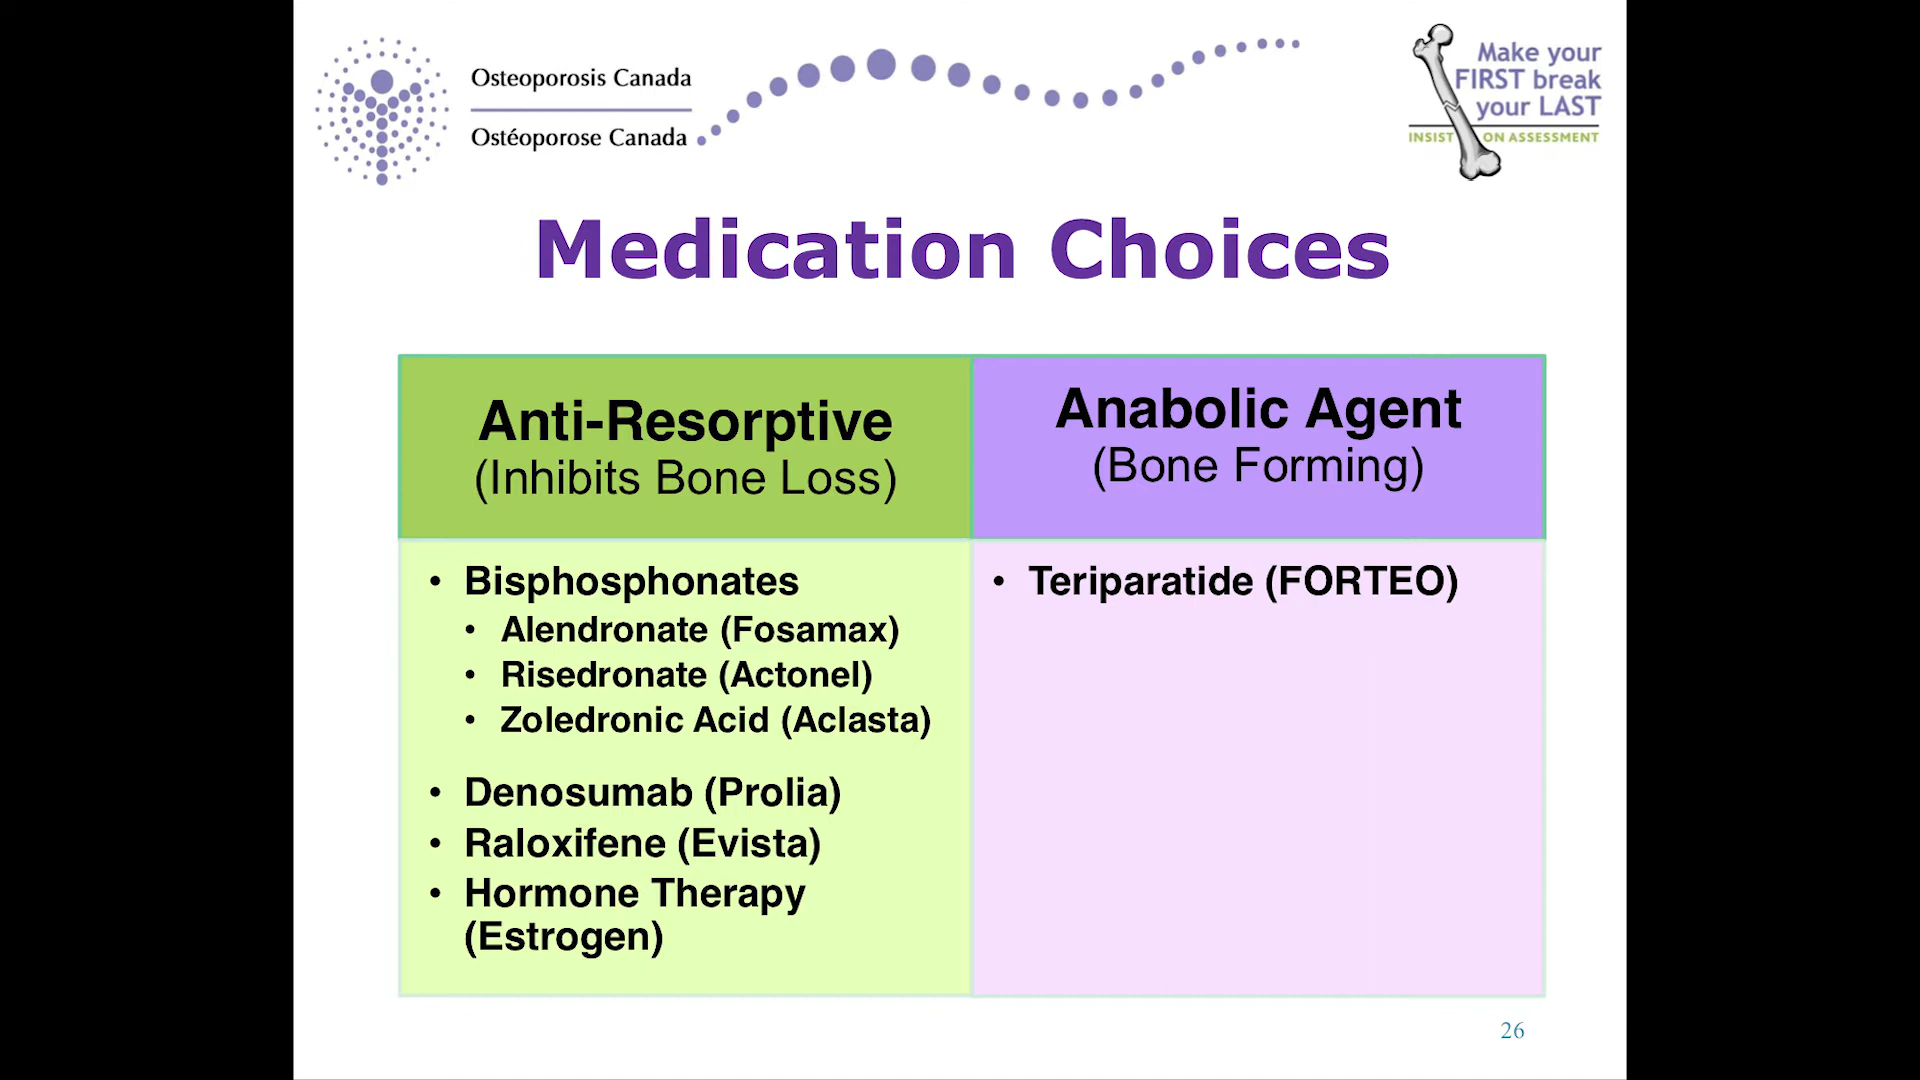 Osteoporosis Canada
Ostéoporose Canada
Make your
FIRST break
your LAST
INSIST ON ASSESSMENT
Medication Choices
Anti-Resorptive
(Inhibits Bone Loss)
Anabolic Agent
(Bone Forming)
• Bisphosphonates
• Alendronate (Fosamax)
• Risedronate (Actonel)
• Zoledronic Acid (Aclasta)
• Denosumab (Prolia)
• Raloxifene (Evista)
• Hormone Therapy
(Estrogen)
• Teriparatide (FORTEO)
26